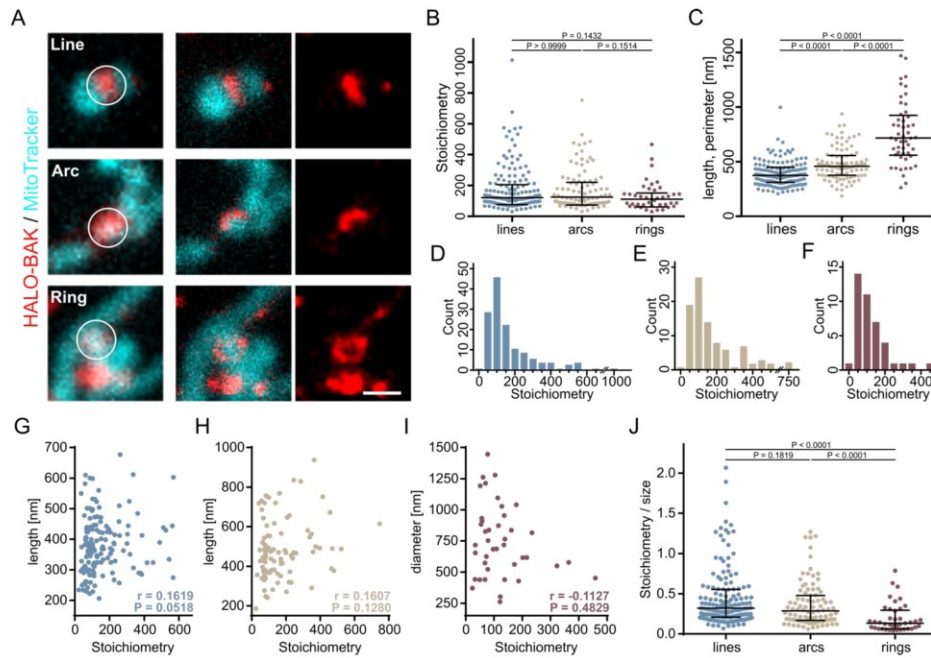 A
HALO-BAK / MitoTracker
Line
Arc
Ring
B
P = 0.1432
P > 0.9999
P = 0.1514
Stoichiometry
1000
800
600
400
200
0
lines
arcs
rings
C
P < 0.0001
P < 0.0001
P < 0.0001
length, perimeter [nm]
1500
1000
500
0
lines
arcs
rings
D
Count
50
40
30
20
10
0
0
200
400
600
1000
Stoichiometry
E
Count
30
20
10
0
0
200
400
750
Stoichiometry
F
Count
15
10
5
0
0
200
400
Stoichiometry
G
length [nm]
700
600
500
400
300
200
0
200
400
600
r = 0.1619
P = 0.0518
Stoichiometry
H
length [nm]
1000
800
600
400
200
0
200
400
600
800
r = 0.1607
P = 0.1280
Stoichiometry
I
diameter [nm]
1500
1250
1000
750
500
250
0
100
200
300
400
500
r = -0.1127
P = 0.4829
Stoichiometry
J
P < 0.0001
P = 0.1819
P < 0.0001
Stoichiometry / size
2.0
1.5
1.0
0.5
0.0
lines
arcs
rings